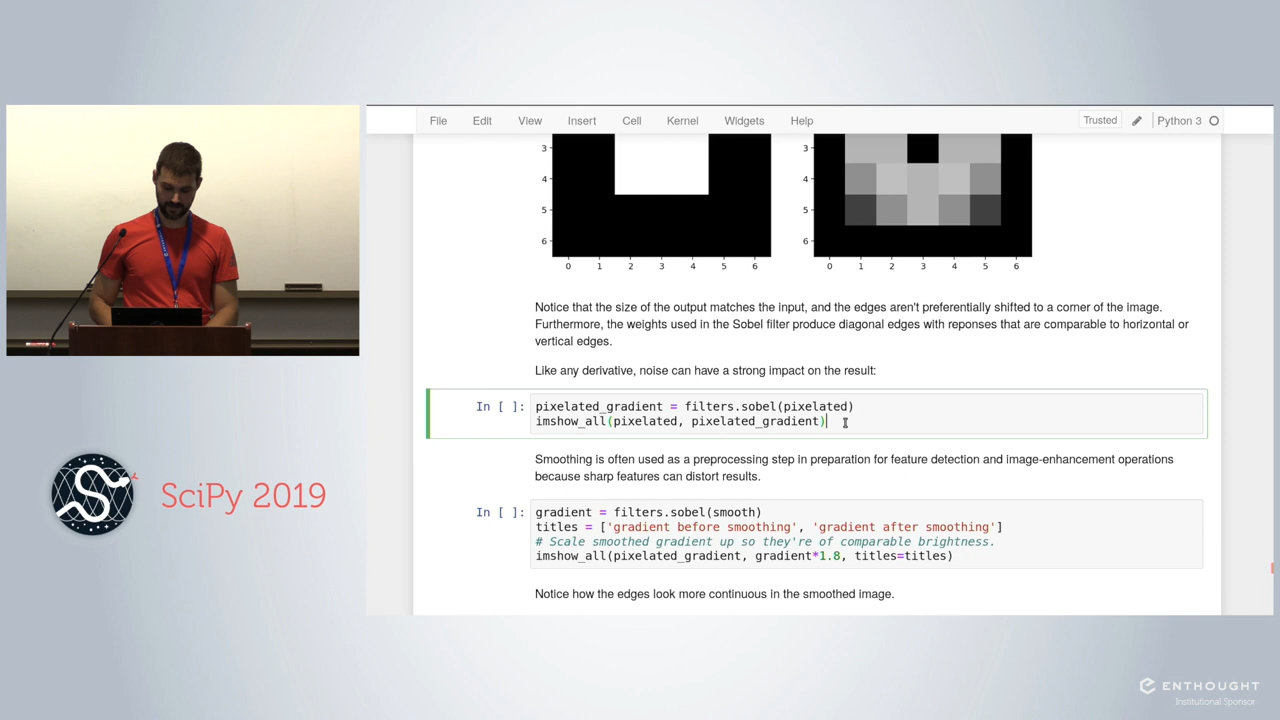 File Edit View Insert Cell Kernel Widgets Help Trusted Python 3
3 3
4 4
5 5
6 6
0 1 2 3 4 5 6 0 1 2 3 4 5 6
Notice that the size of the output matches the input, and the edges aren't preferentially shifted to a corner of the image.
Furthermore, the weights used in the Sobel filter produce diagonal edges with reponses that are comparable to horizontal or
vertical edges.
Like any derivative, noise can have a strong impact on the result:
In [ ]: pixelated_gradient = filters.sobel(pixelated)
imshow_all(pixelated, pixelated_gradient)
Smoothing is often used as a preprocessing step in preparation for feature detection and image-enhancement operations
because sharp features can distort results.
In [ ]: gradient = filters.sobel(smooth)
titles = ['gradient before smoothing', 'gradient after smoothing']
# Scale smoothed gradient up so they're of comparable brightness.
imshow_all(pixelated_gradient, gradient*1.8, titles=titles)
Notice how the edges look more continuous in the smoothed image.
SciPy 2019
ENTHOUGHT
Institutional Sponsor